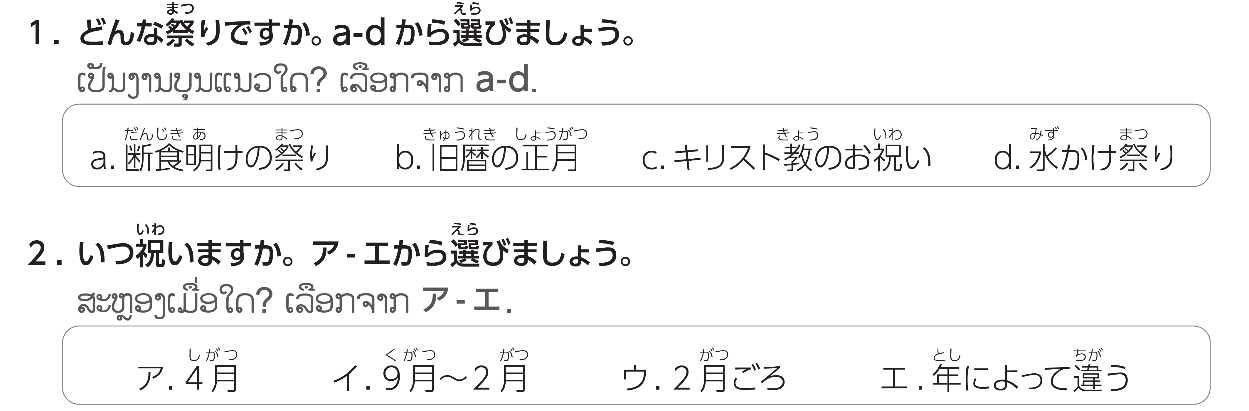 1. どんな祭りですか。a-d から選びましょう。
ເປັນງານບຸນແນວໃດ? ເລືອກຈາກ a-d.
a. 断食明けの祭り b. 旧暦の正月 c. キリスト教のお祝い d. 水かけ祭り
2. いつ祝いますか。ア - エから選びましょう。
ສະຫຼອງເມື່ອໃດ? ເລືອກຈາກ ア - エ.
ア. 4月 イ. 9月～2月 ウ. 2月ごろ エ. 年によって違う